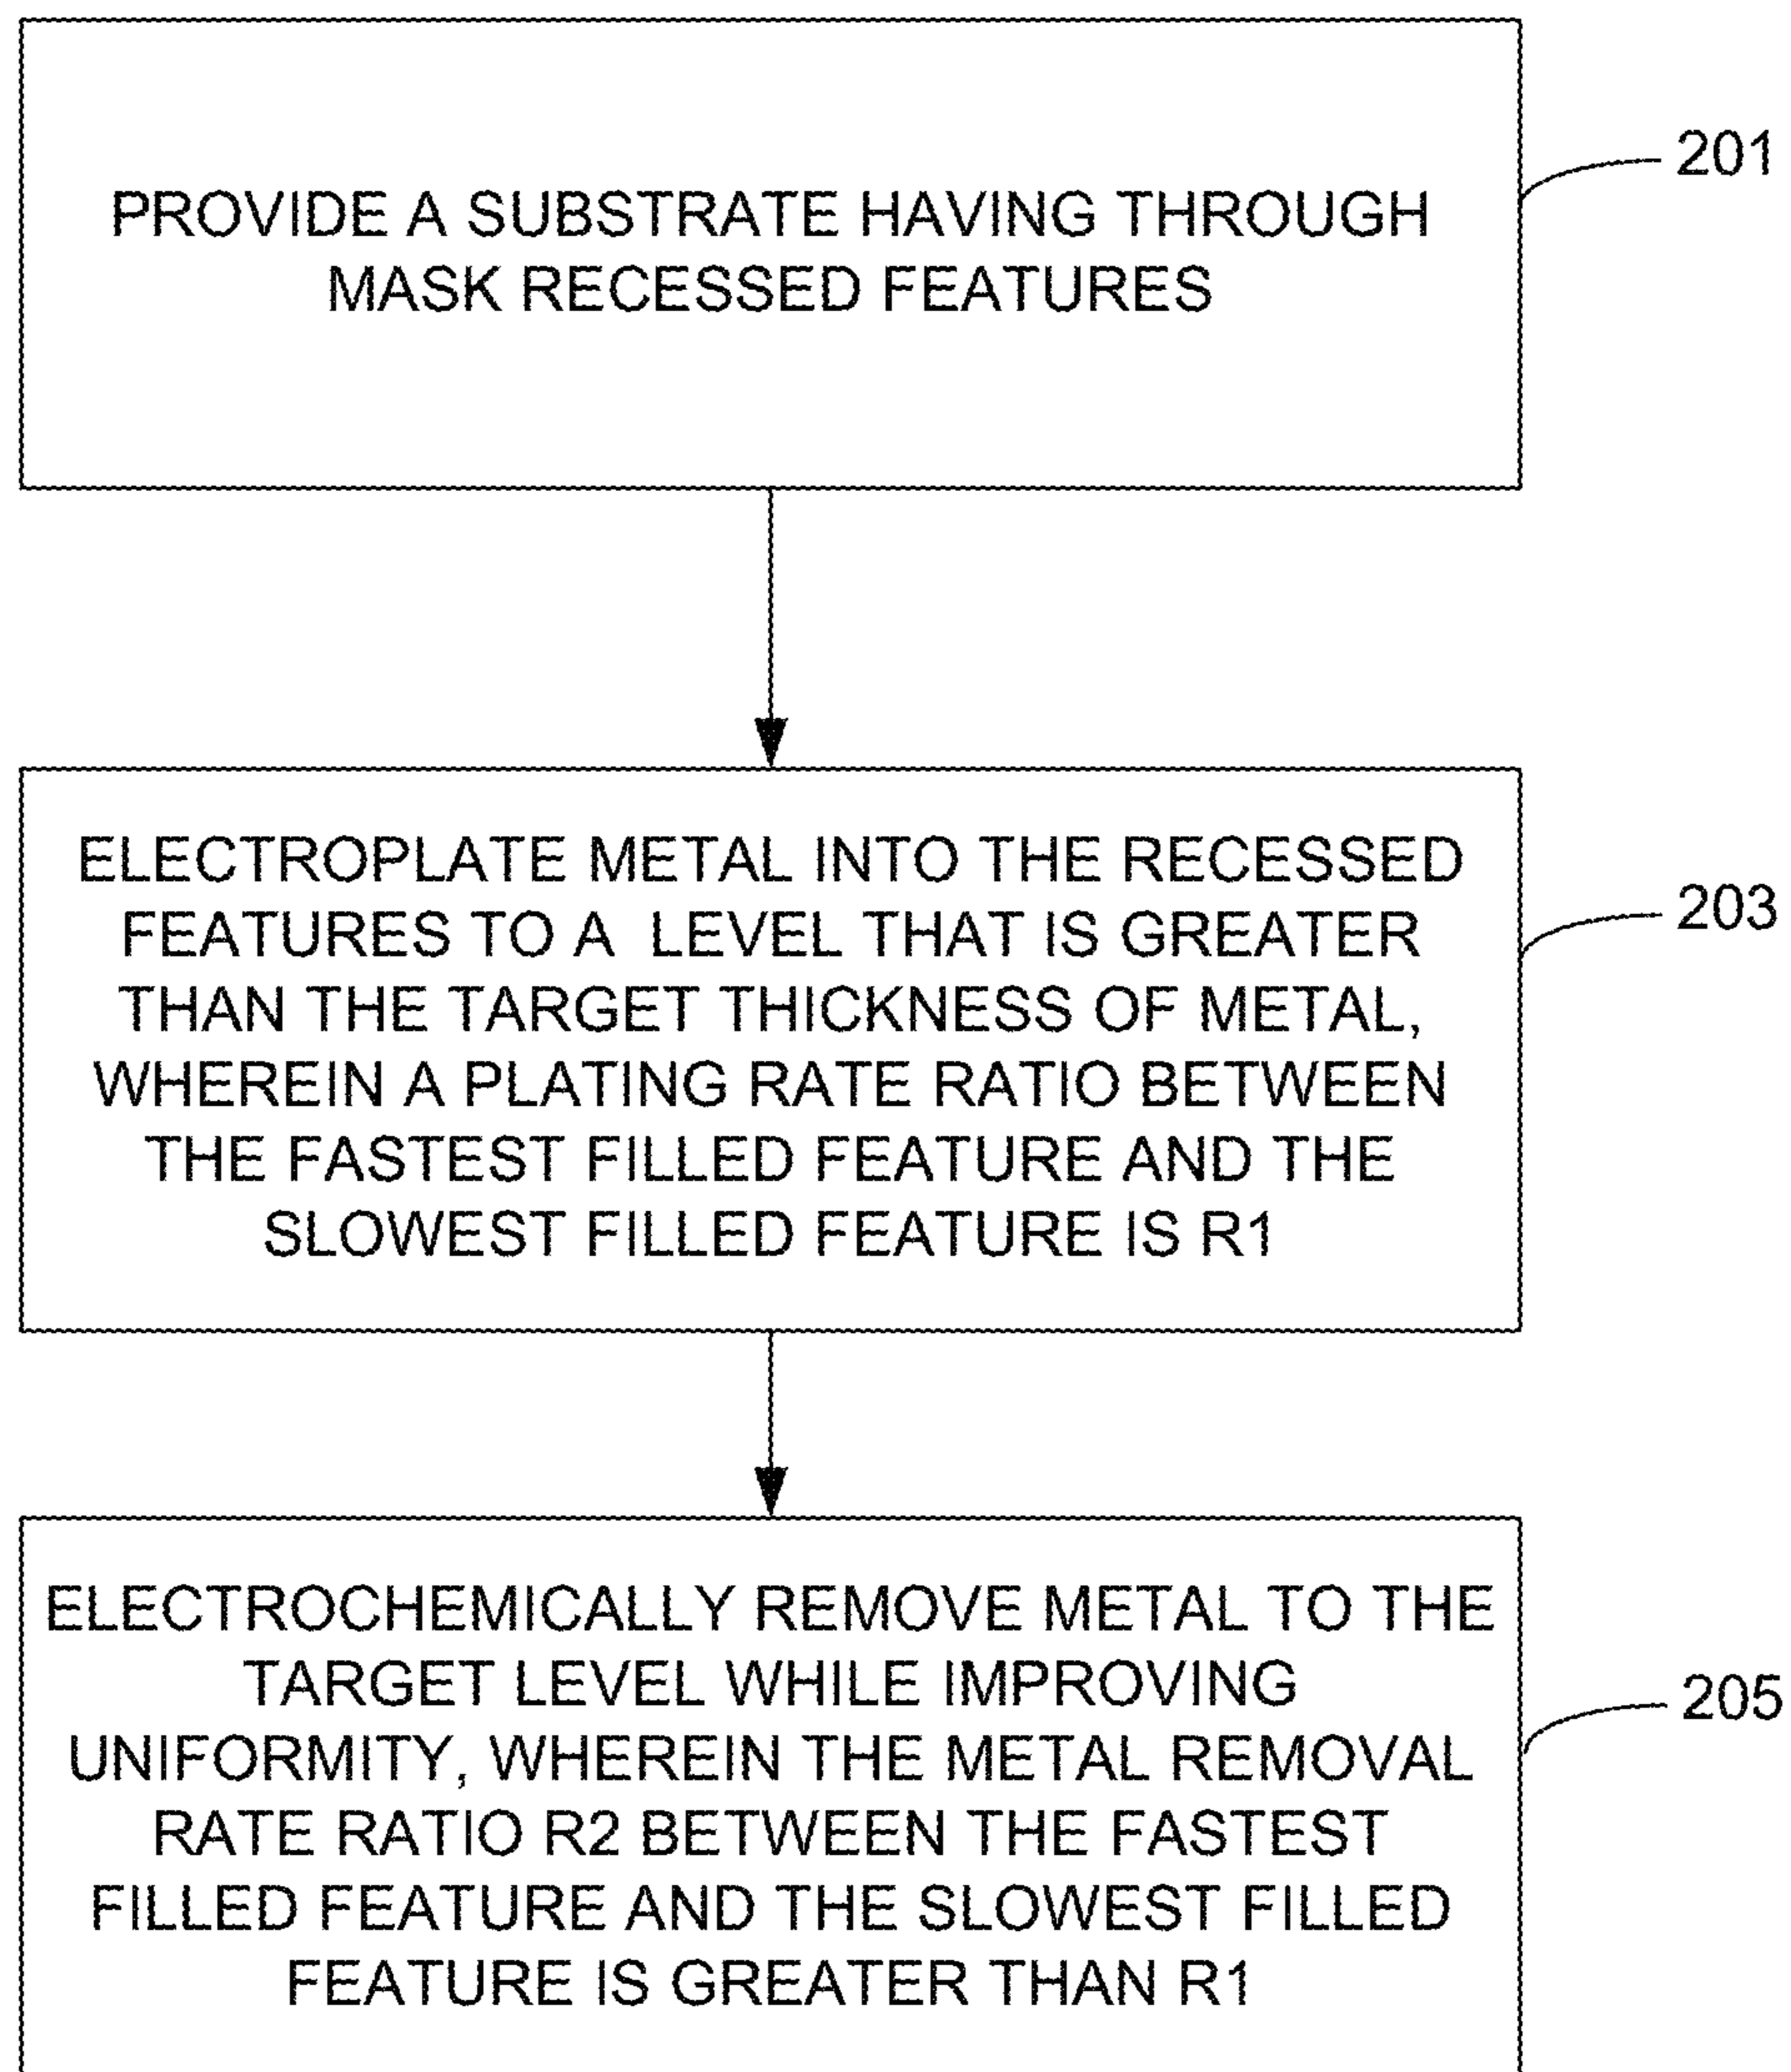 PROVIDE A SUBSTRATE HAVING THROUGH
MASK RECESSED FEATURES
201
ELECTROPLATE METAL INTO THE RECESSED
FEATURES TO A LEVEL THAT IS GREATER
THAN THE TARGET THICKNESS OF METAL,
WHEREIN A PLATING RATE RATIO BETWEEN
THE FASTEST FILLED FEATURE AND THE
SLOWEST FILLED FEATURE IS R1
203
ELECTROCHEMICALLY REMOVE METAL TO THE
TARGET LEVEL WHILE IMPROVING
UNIFORMITY, WHEREIN THE METAL REMOVAL
RATE RATIO R2 BETWEEN THE FASTEST
FILLED FEATURE AND THE SLOWEST FILLED
FEATURE IS GREATER THAN R1
205